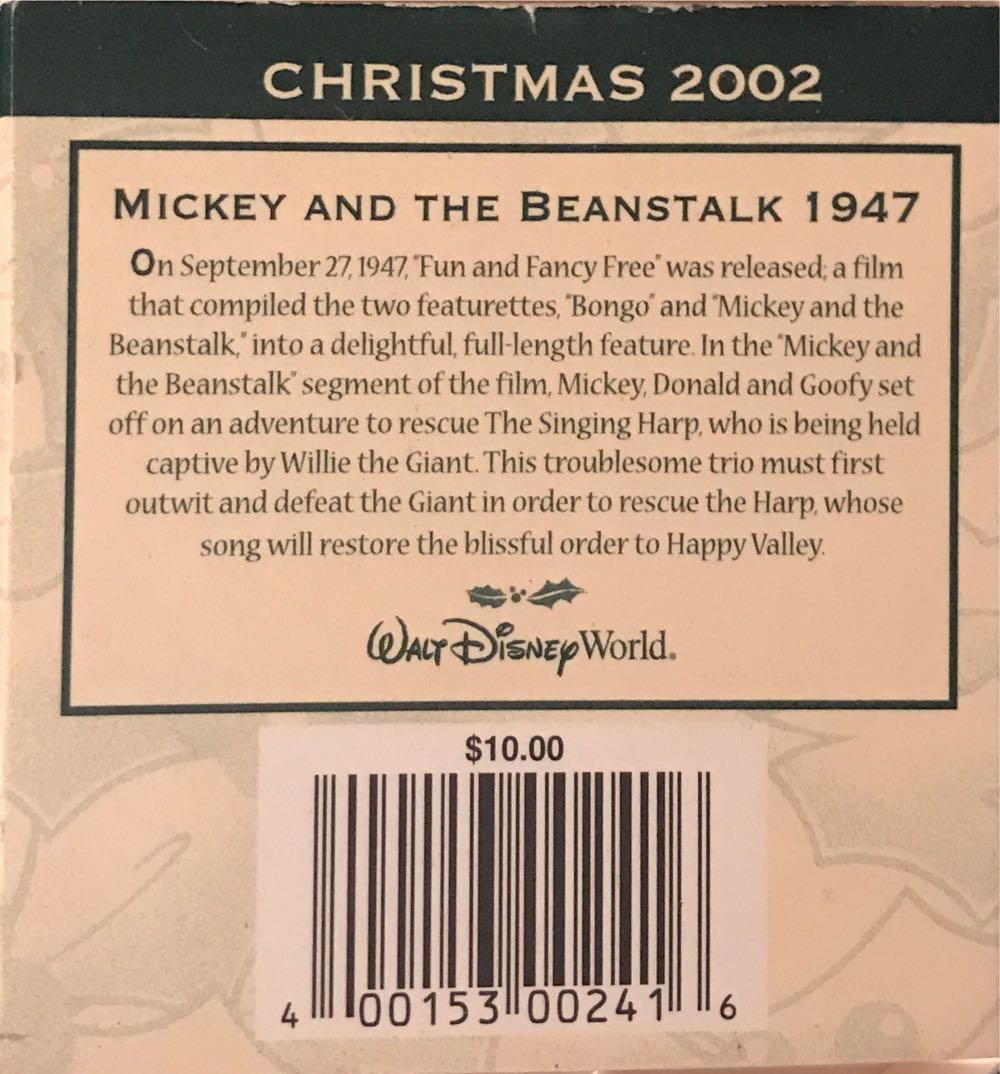 CHRISTMAS 2002
MICKEY AND THE BEANSTALK 1947
On September 27, 1947, "Fun and Fancy Free" was released; a film
that compiled the two featurettes, "Bongo" and "Mickey and the
Beanstalk," into a delightful, full-length feature. In the "Mickey and
the Beanstalk" segment of the film, Mickey, Donald and Goofy set
off on an adventure to rescue The Singing Harp, who is being held
captive by Willie the Giant. This troublesome trio must first
outwit and defeat the Giant in order to rescue the Harp, whose
song will restore the blissful order to Happy Valley.
WALT DISNEY World.
$10.00
4 00153 00241 6